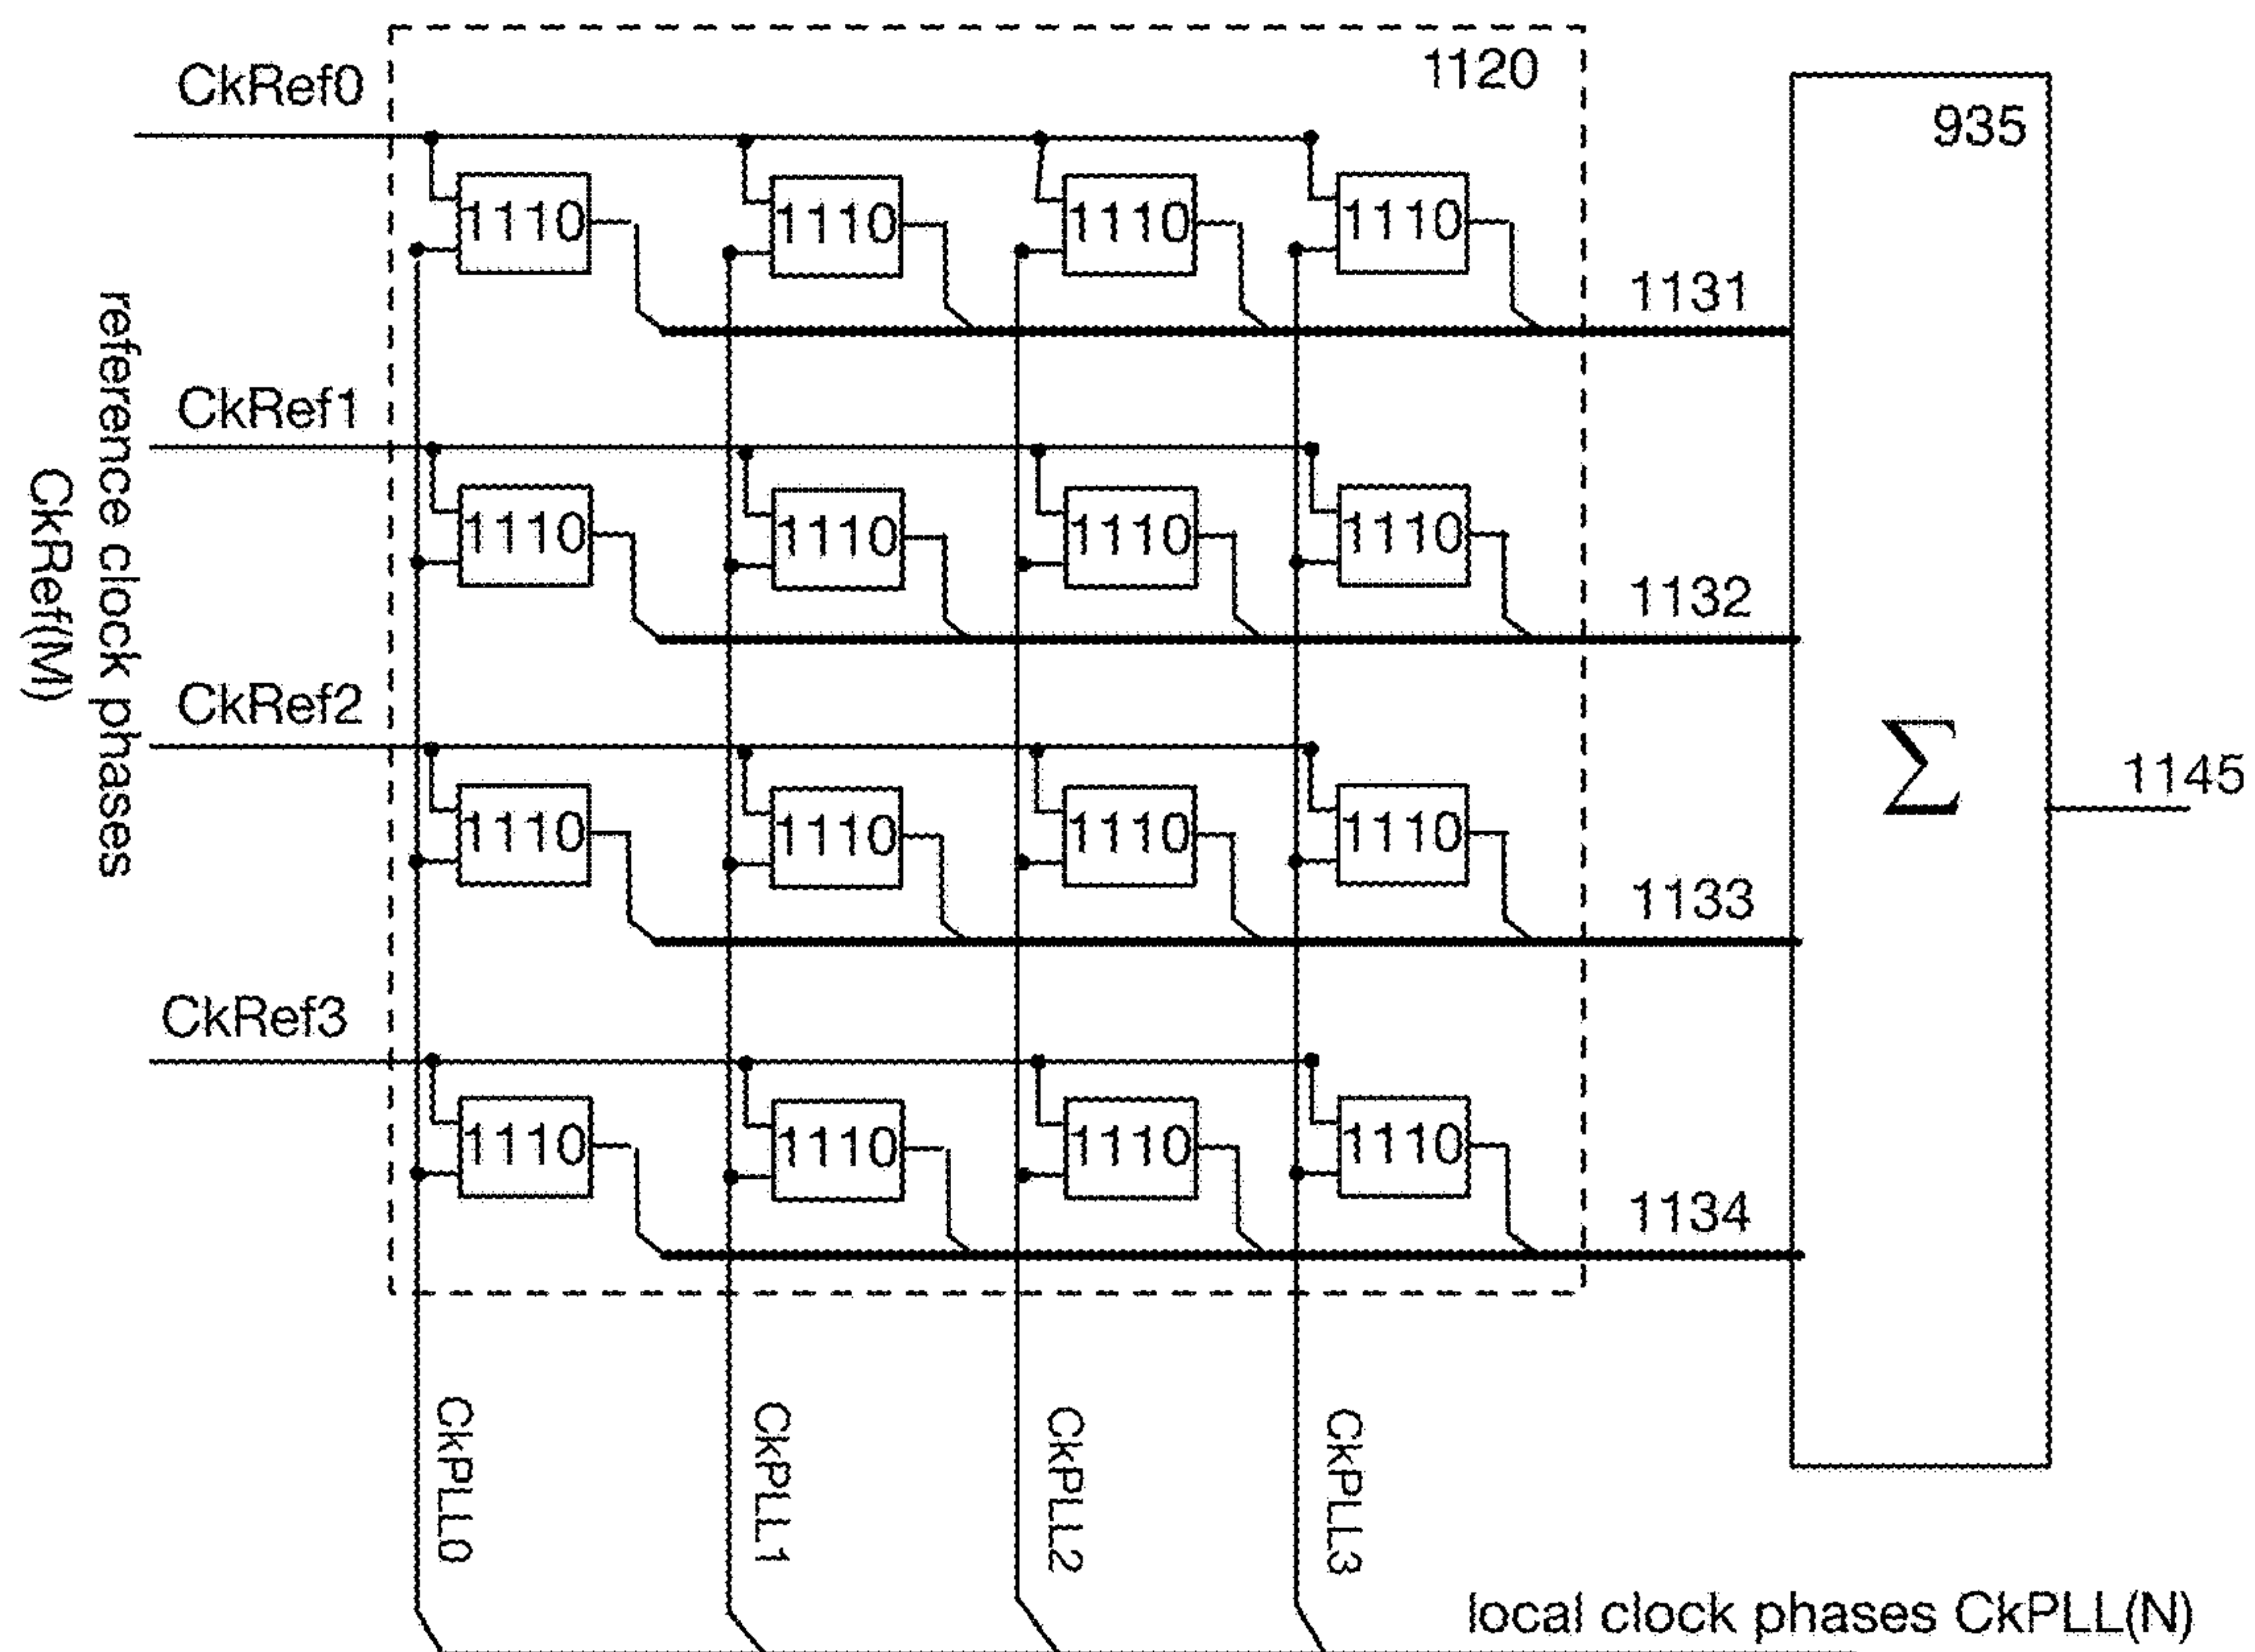 1120
935
CkRef0
1110 1110 1110 1110
1131
CkRef1
1110 1110 1110 1110
1132
CkRef2
1110 1110 1110 1110
1133
CkRef3
1110 1110 1110 1110
1134
reference clock phases
CkRef(M)
Σ
1145
CkPLL0
CkPLL1
CkPLL2
CkPLL3
local clock phases CkPLL(N)